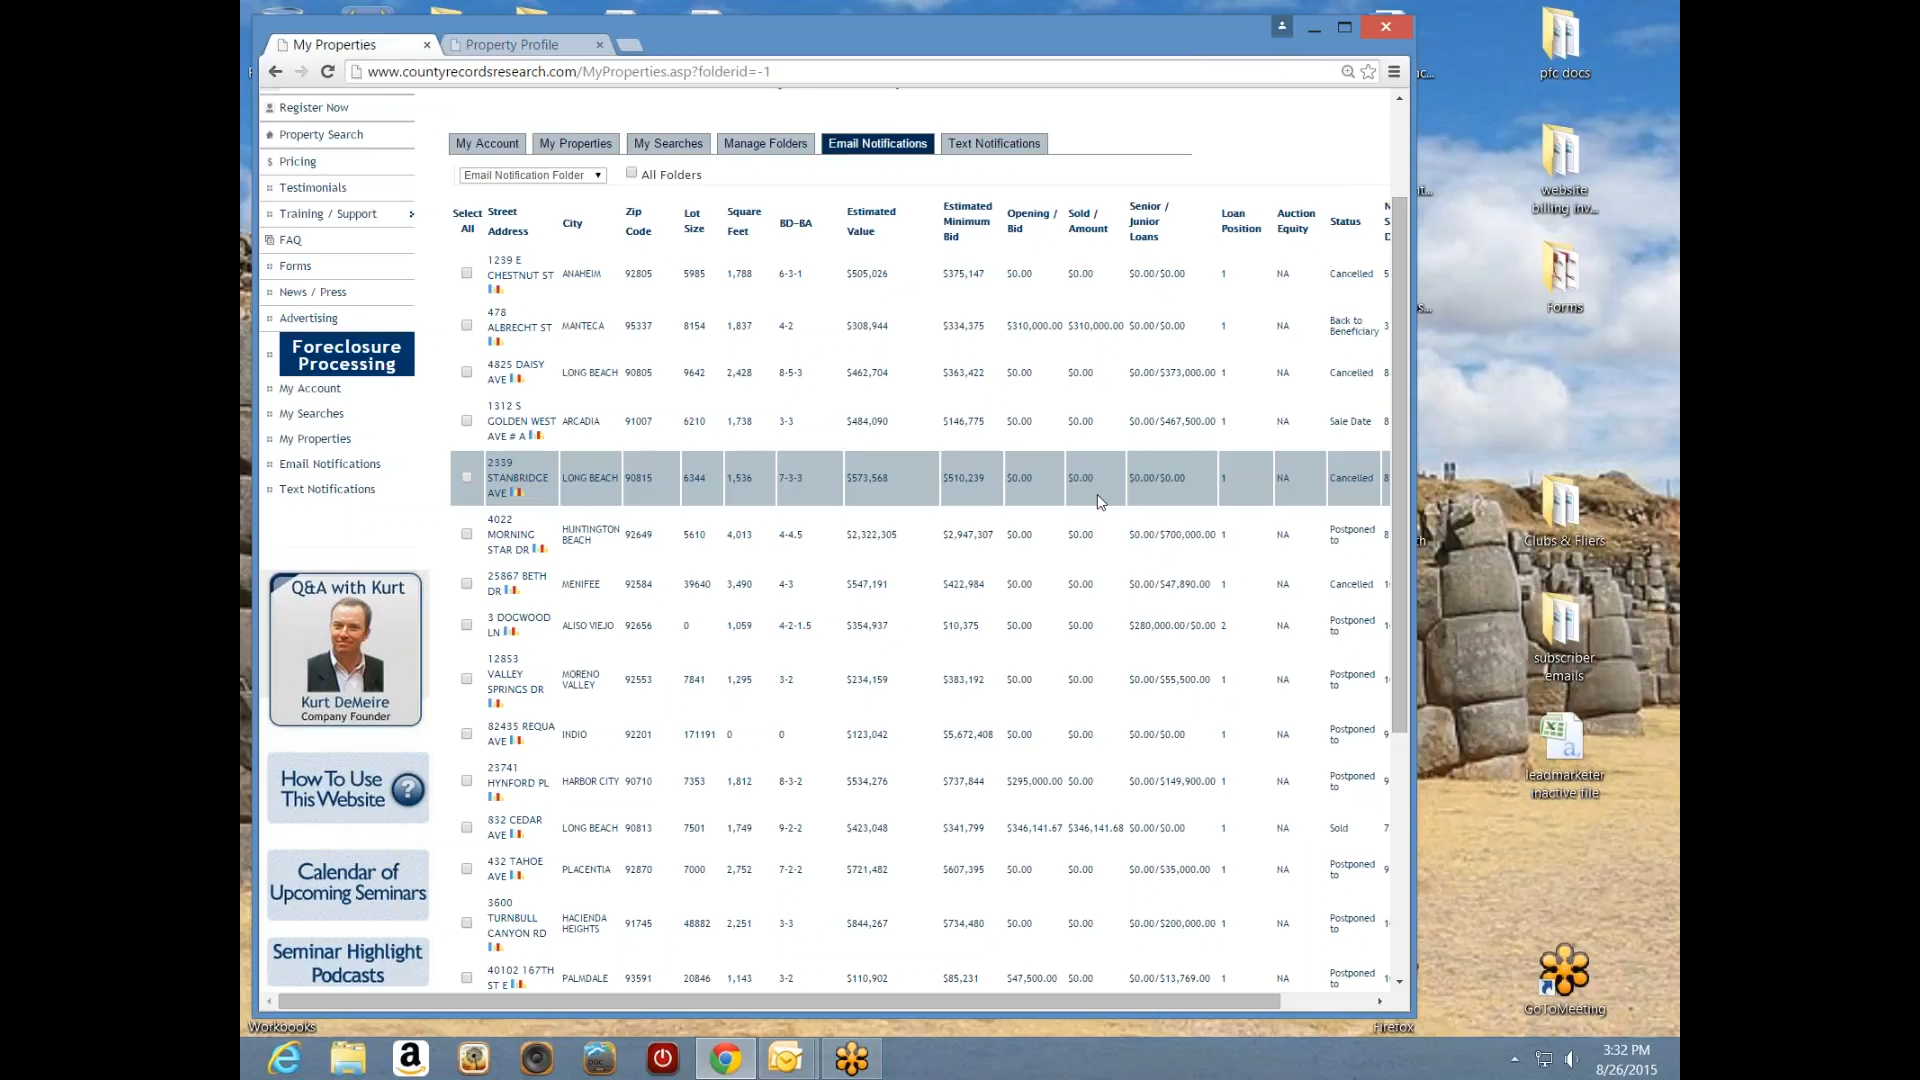 My Properties
Property Profile
www.countyrecordsresearch.com/MyProperties.asp?folderid=-1
Register Now
Property Search
Pricing
Testimonials
Training / Support
FAQ
Forms
News / Press
Advertising
Foreclosure
Processing
My Account
My Searches
My Properties
Email Notifications
Text Notifications
Q&A with Kurt
Kurt DeMeire
Company Founder
How To Use
This Website
?
Calendar of
Upcoming Seminars
Seminar Highlight
Podcasts
My Account My Properties My Searches Manage Folders Email Notifications Text Notifications
Email Notification Folder All Folders
Select All Street Address City Zip Code Lot Size Square Feet BD-BA Estimated Value Estimated Minimum Bid Opening / Bid Sold / Amount Senior / Junior Loans Loan Position Auction Equity Status
1239 E CHESTNUT ST ANAHEIM 92805 5985 1,788 6-3-1 $505,026 $375,147 $0.00 $0.00 $0.00/$0.00 1 NA Cancelled 5
478 ALBRECHT ST MANTECA 95337 8154 1,837 4-2 $308,944 $334,375 $310,000.00 $310,000.00 $0.00/$0.00 1 NA Back to Beneficiary 3
4825 DAISY AVE LONG BEACH 90805 9642 2,428 8-5-3 $462,704 $363,422 $0.00 $0.00 $0.00/$373,000.00 1 NA Cancelled 8
1312 S GOLDEN WEST AVE # A ARCADIA 91007 6210 1,738 3-3 $484,090 $146,775 $0.00 $0.00 $0.00/$467,500.00 1 NA Sale Date 8
2339 STANBRIDGE AVE LONG BEACH 90815 6344 1,536 7-3-3 $573,568 $510,239 $0.00 $0.00 $0.00/$0.00 1 NA Cancelled 8
4022 MORNING STAR DR HUNTINGTON BEACH 92649 5610 4,013 4-4.5 $2,322,305 $2,947,307 $0.00 $0.00 $0.00/$700,000.00 1 NA Postponed to 8
25867 BETH DR MENIFEE 92584 39640 3,490 4-3 $547,191 $422,984 $0.00 $0.00 $0.00/$47,890.00 1 NA Cancelled
3 DOGWOOD LN ALISO VIEJO 92656 0 1,059 4-2-1.5 $354,937 $10,375 $0.00 $0.00 $280,000.00/$0.00 2 NA Postponed to
12853 VALLEY SPRINGS DR MORENO VALLEY 92553 7841 1,295 3-2 $234,159 $383,192 $0.00 $0.00 $0.00/$55,500.00 1 NA Postponed to
82435 REQUA AVE INDIO 92201 171191 0 0 $123,042 $5,672,408 $0.00 $0.00 $0.00/$0.00 1 NA Postponed to 9
23741 HYNFORD PL HARBOR CITY 90710 7353 1,812 8-3-2 $534,276 $737,844 $295,000.00 $0.00 $0.00/$149,900.00 1 NA Postponed to 9
832 CEDAR AVE LONG BEACH 90813 7501 1,749 9-2-2 $423,048 $341,799 $346,141.67 $346,141.68 $0.00/$0.00 1 NA Sold 7
432 TAHOE AVE PLACENTIA 92870 7000 2,752 7-2-2 $721,482 $607,395 $0.00 $0.00 $0.00/$35,000.00 1 NA Postponed to 9
3600 TURNBULL CANYON RD HACIENDA HEIGHTS 91745 48882 2,251 3-3 $844,267 $734,480 $0.00 $0.00 $0.00/$200,000.00 1 NA Postponed to
40102 167TH ST E PALMDALE 93591 20846 1,143 3-2 $110,902 $85,231 $47,500.00 $0.00 $0.00/$13,769.00 1 NA Postponed to
pfc docs
website
billing inv...
Forms
Clubs & Fliers
subscriber
emails
leadmarketer
inactive file
GoToMeeting
Workbooks
Firefox
3:32 PM
8/26/2015